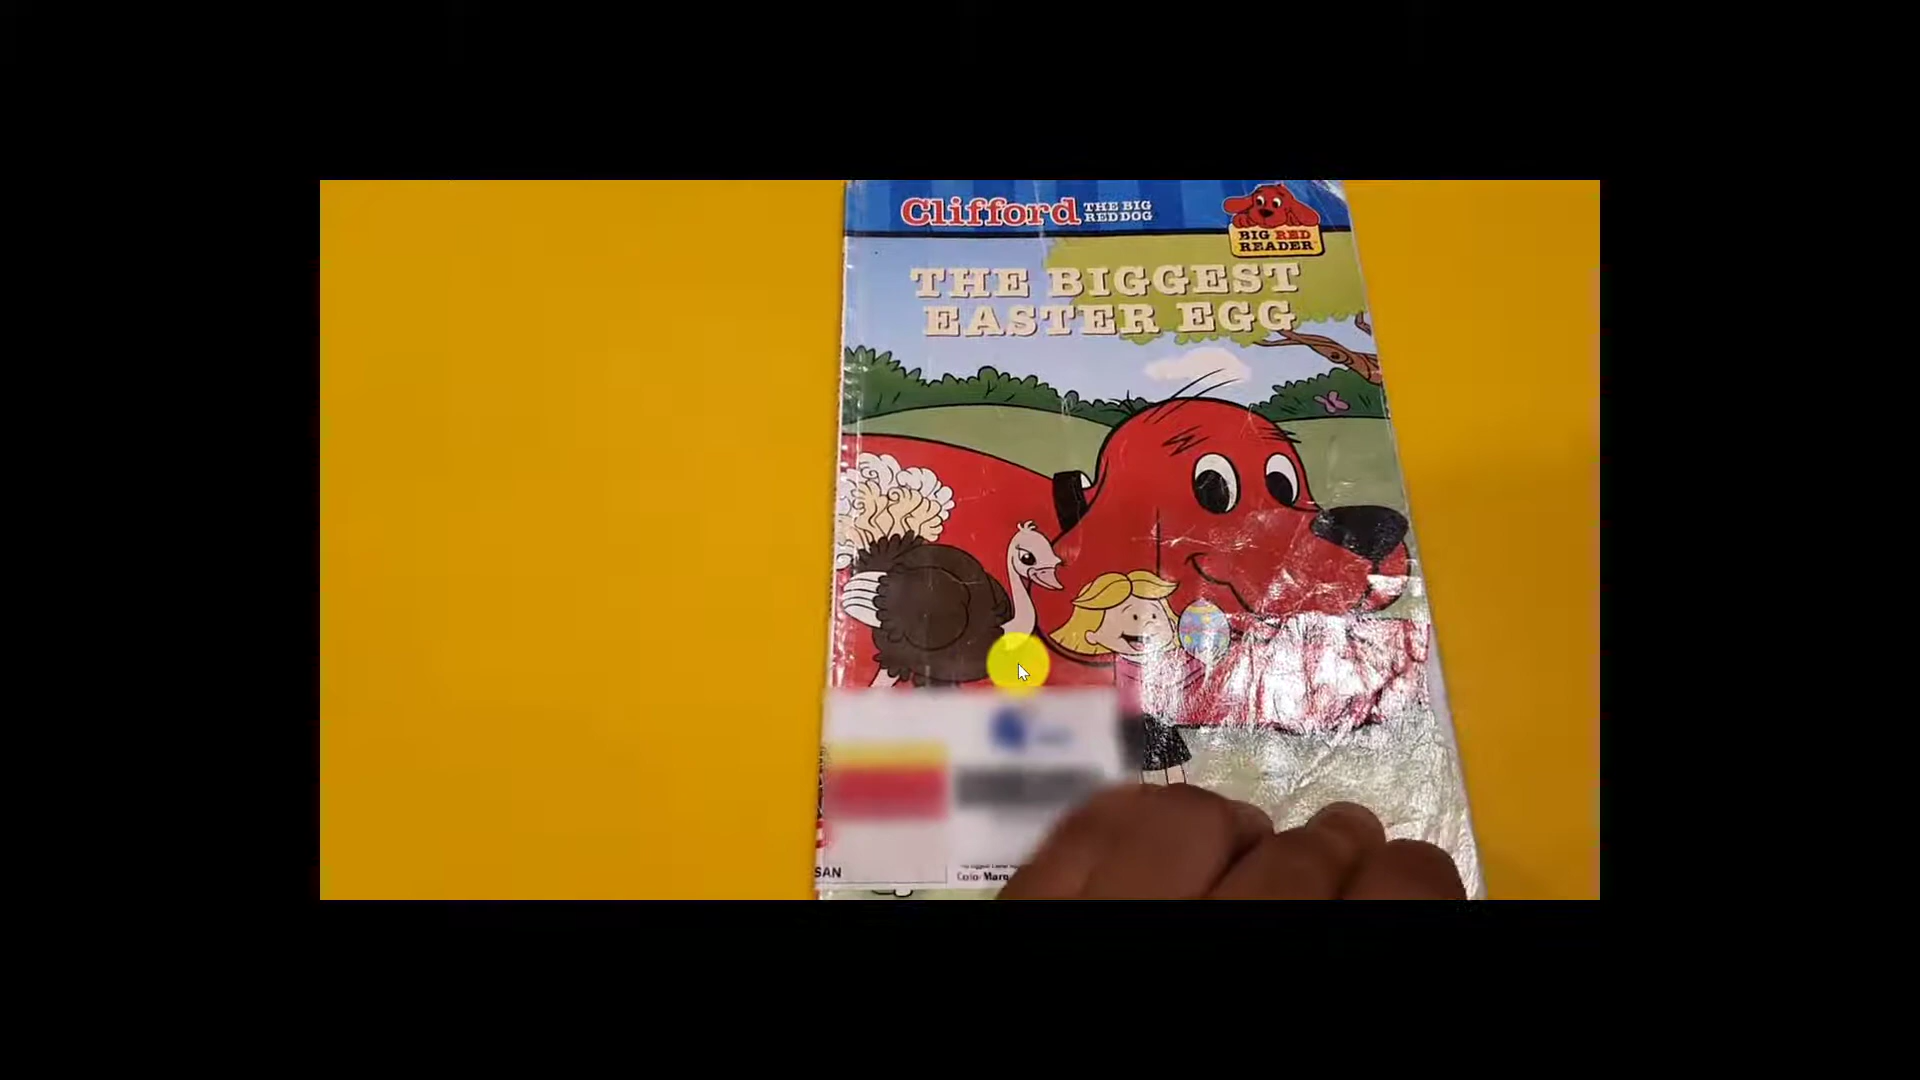 Clifford THE BIG
RED DOG
BIG RED
READER
THE BIGGEST
EASTER EGG
SAN